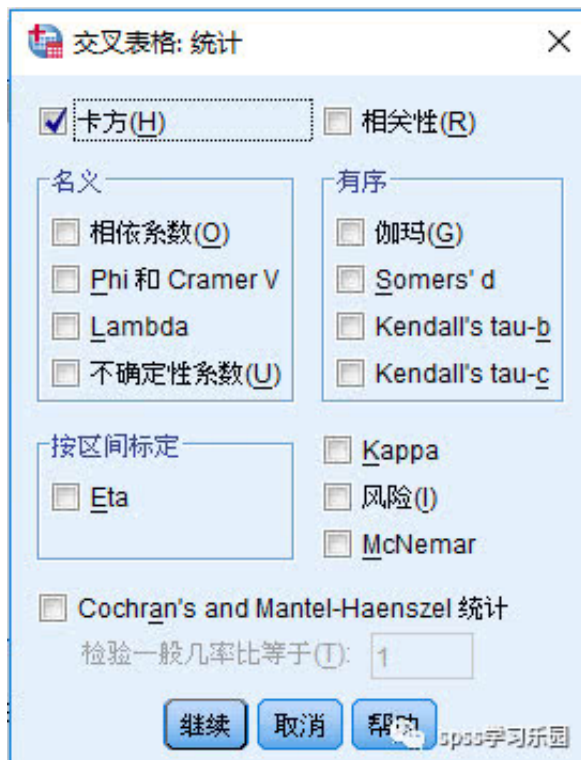 交叉表格: 统计
卡方(H) 相关性(R)
名义
相依系数(O)
Phi 和 Cramer V
Lambda
不确定性系数(U)
有序
伽玛(G)
Somers' d
Kendall's tau-b
Kendall's tau-c
按区间标定
Eta
Kappa
风险(I)
McNemar
Cochran's and Mantel-Haenszel 统计
检验一般几率比等于(T): 1
继续 取消 帮助
spss学习乐园